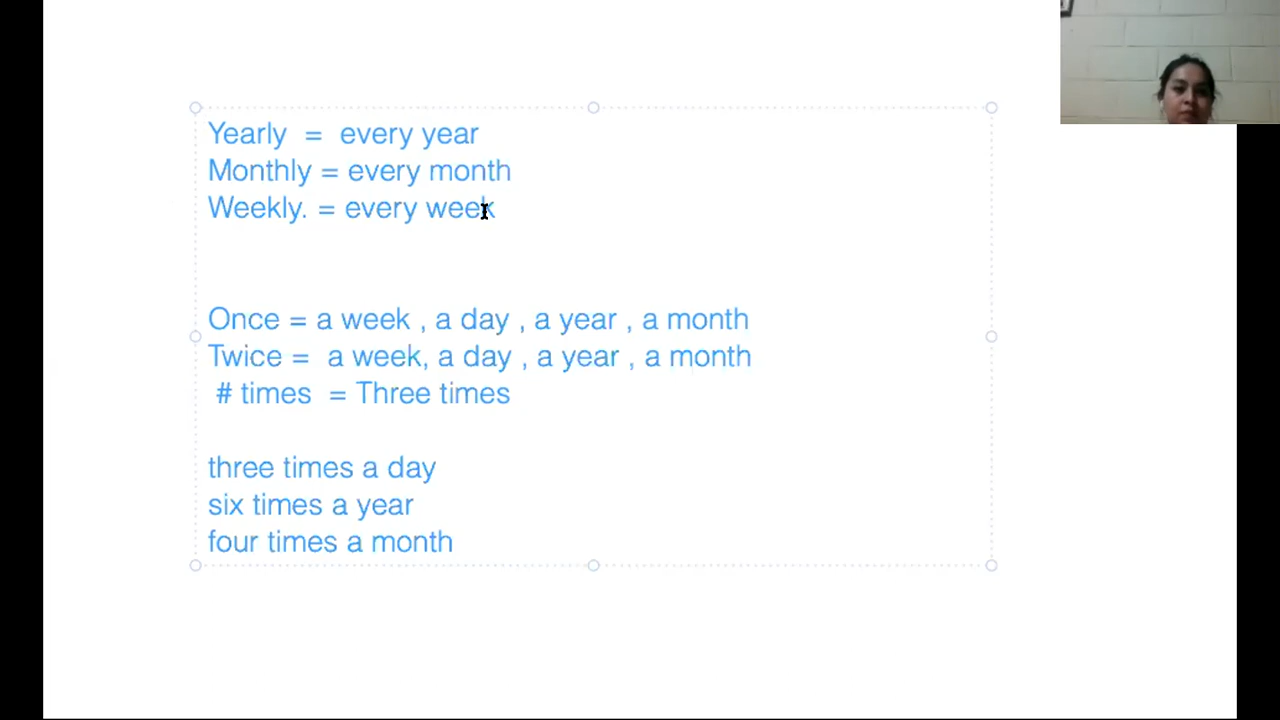 Yearly = every year
Monthly = every month
Weekly. = every week
Once = a week , a day , a year , a month
Twice = a week, a day , a year , a month
# times = Three times
three times a day
six times a year
four times a month